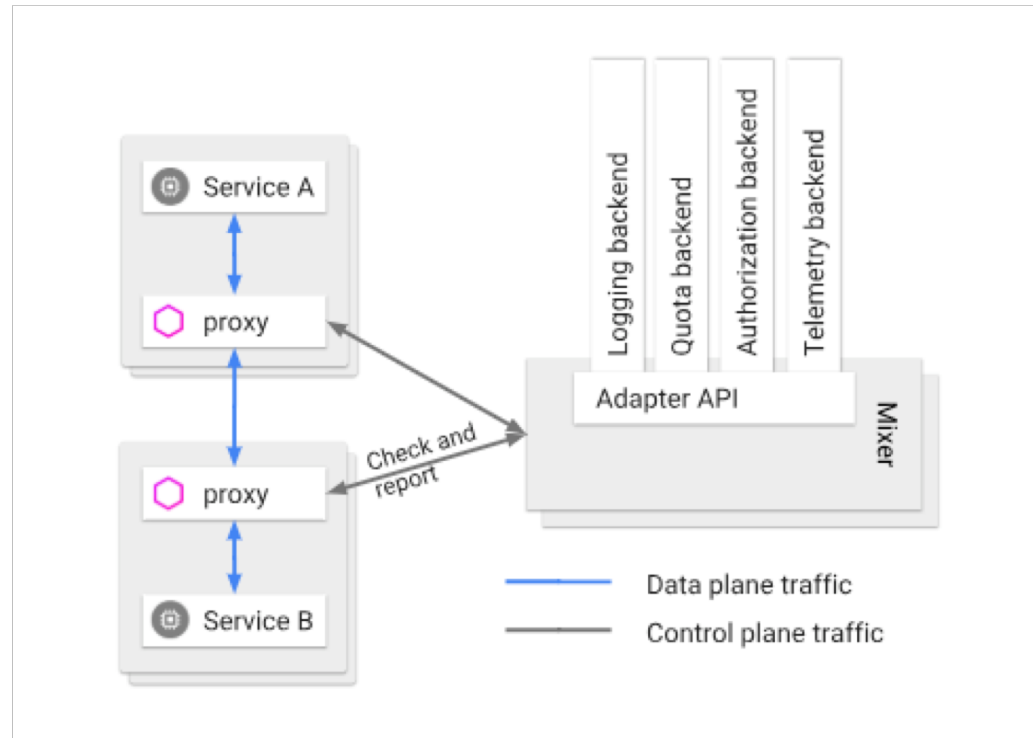 Service A
proxy
proxy
Service B
Check and
report
Logging backend
Quota backend
Authorization backend
Telemetry backend
Adapter API
Mixer
Data plane traffic
Control plane traffic